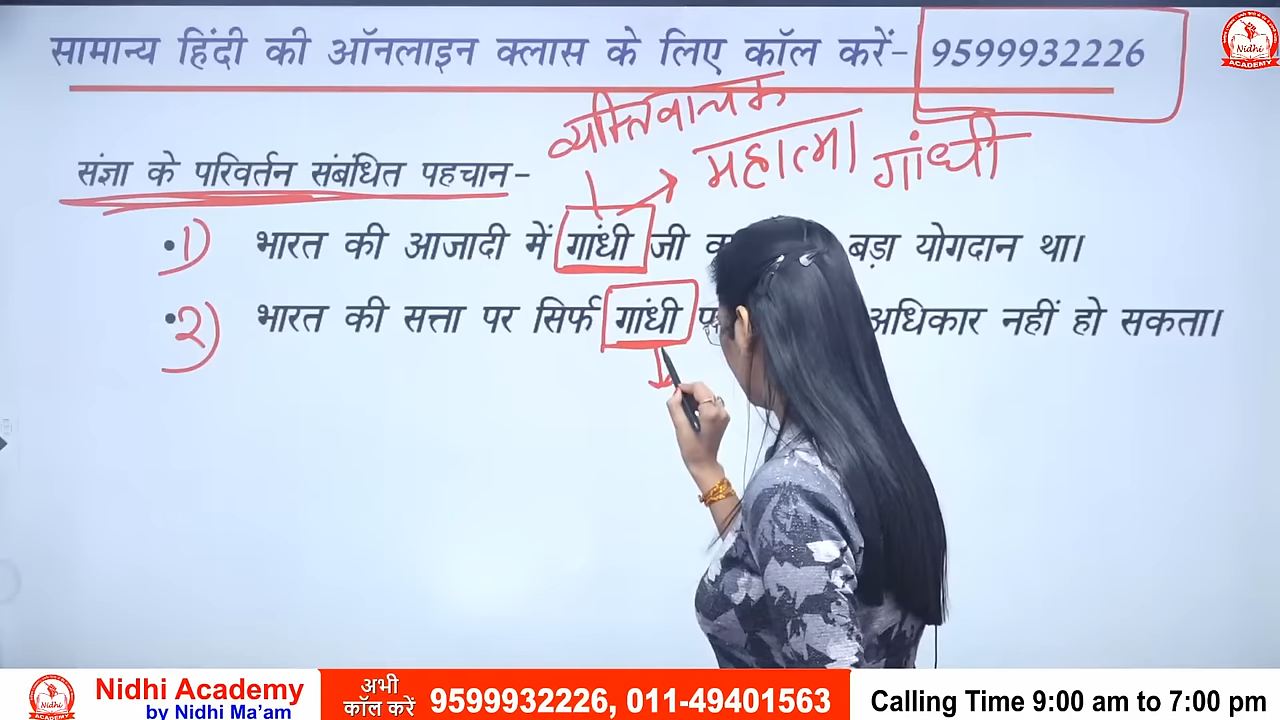 सामान्य हिंदी की ऑनलाइन क्लास के लिए कॉल करें- 9599932226
व्यक्तिवाचक
महात्मा गांधी
संज्ञा के परिवर्तन संबंधित पहचान-
•1) भारत की आजादी में गांधी जी बड़ा योगदान था।
•2) भारत की सत्ता पर सिर्फ गांधी अधिकार नहीं हो सकता।
Nidhi
ACADEMY
Nidhi Academy
by Nidhi Ma'am
अभी
कॉल करें
9599932226, 011-49401563
Calling Time 9:00 am to 7:00 pm